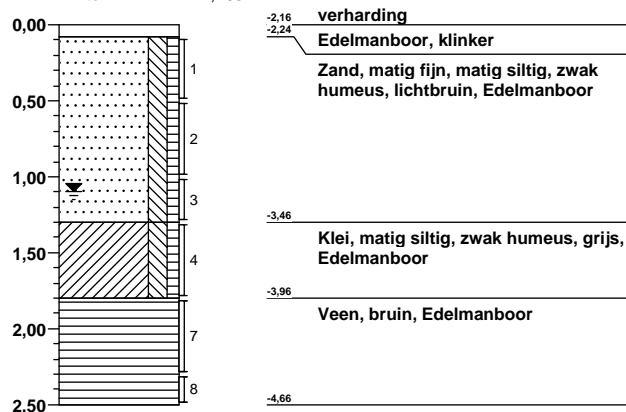 0,00
0,50
1,00
1,50
2,00
2,50
1
2
3
4
7
8
-2,16
verharding
-2,24
Edelmanboor, klinker
Zand, matig fijn, matig siltig, zwak
humeus, lichtbruin, Edelmanboor
-3,46
Klei, matig siltig, zwak humeus, grijs,
Edelmanboor
-3,96
Veen, bruin, Edelmanboor
-4,66